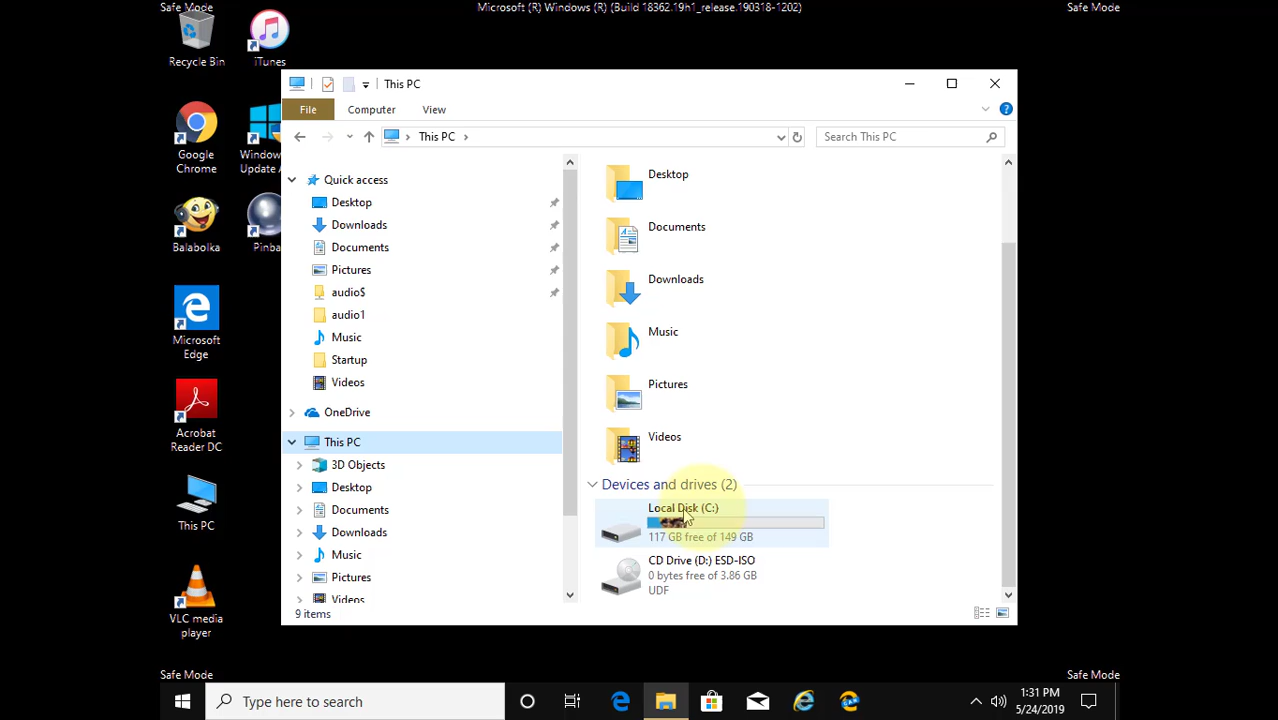 Safe Mode
Microsoft (R) Windows (R) (Build 18362.19h1_release.190318-1202)
Safe Mode
Recycle Bin
iTunes
Google
Chrome
Windows
Update A
Balabolka
Pinba
Microsoft
Edge
Acrobat
Reader DC
This PC
VLC media
player
This PC
File
Computer
View
This PC
Search This PC
Quick access
Desktop
Downloads
Documents
Pictures
audio$
audio1
Music
Startup
Videos
OneDrive
This PC
3D Objects
Desktop
Documents
Downloads
Music
Pictures
Videos
Desktop
Documents
Downloads
Music
Pictures
Videos
Devices and drives (2)
Local Disk (C:)
117 GB free of 149 GB
CD Drive (D:) ESD-ISO
0 bytes free of 3.86 GB
UDF
9 items
Safe Mode
Safe Mode
Type here to search
1:31 PM
5/24/2019